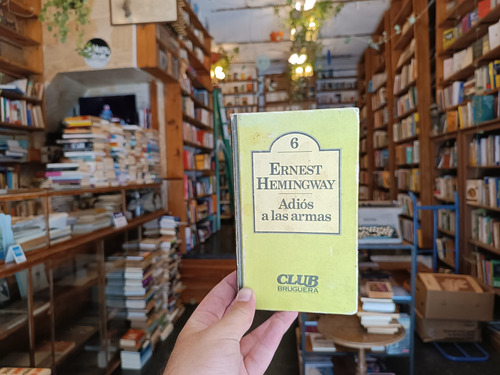 6
ERNEST
HEMINGWAY
Adiós
a las armas
CLUB
BRUGUERA